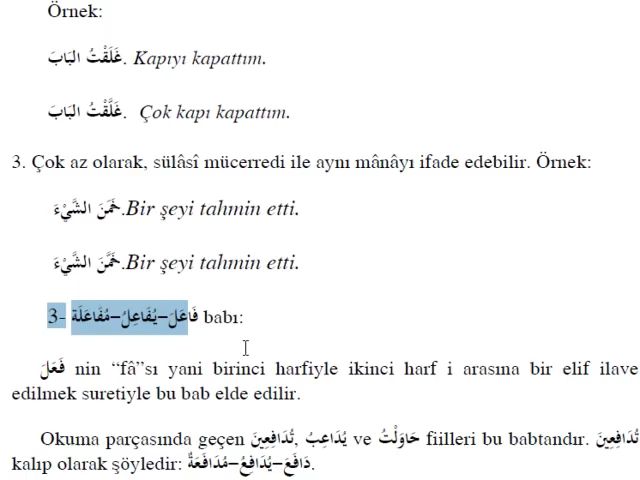 Örnek:
غَلَقْتُ البَابَ. Kapıyı kapattım.
غَلَّقْتُ البَابَ. Çok kapı kapattım.
3. Çok az olarak, sülâsî mücerredi ile aynı mânâyı ifade edebilir. Örnek:
خَمَنَ الشَّيْءَ.Bir şeyi tahmin etti.
خَمَّنَ الشَّيْءَ.Bir şeyi tahmin etti.
3- فَاعَلَ–يُفَاعِلُ–مُفَاعَلَة babı:
فَعَلَ nin “fâ”sı yani birinci harfiyle ikinci harf i arasına bir elif ilave
edilmek suretiyle bu bab elde edilir.
Okuma parçasında geçen تُدَافِعِينَ, يُدَاعِبُ ve حَاوَلْتُ fiilleri bu babtandır. تُدَافِعِينَ
kalıp olarak şöyledir: دَافَعَ–يُدَافِعُ–مُدَافَعَةٌ.